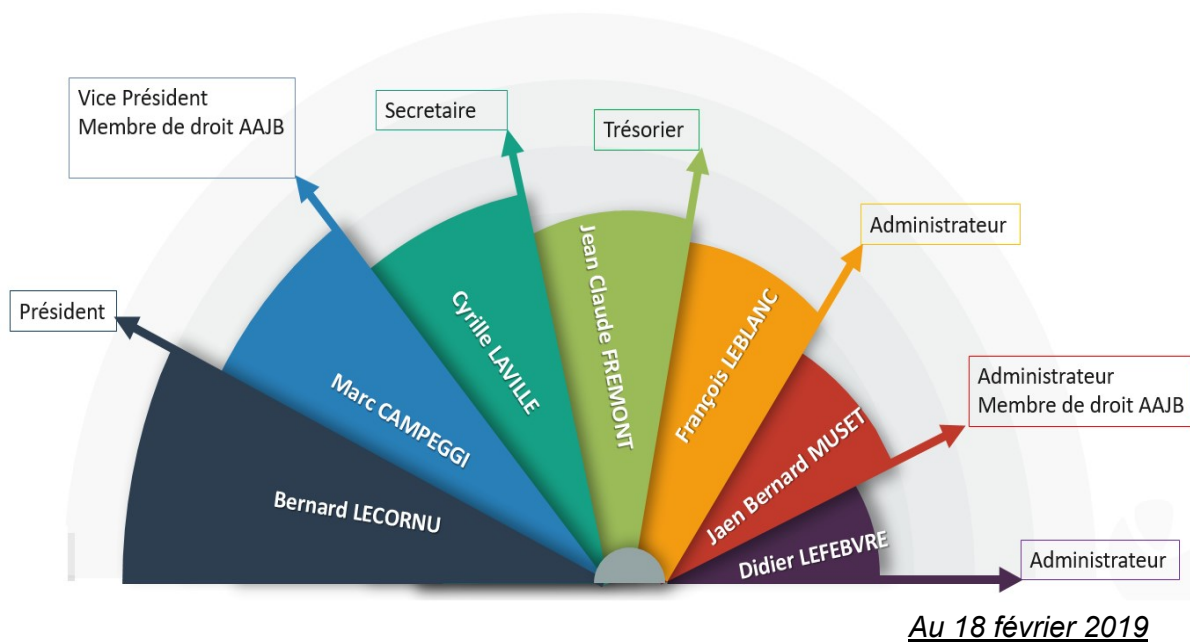 Vice Président
Membre de droit AAJB
Secretaire
Trésorier
Administrateur
Président
Administrateur
Membre de droit AAJB
Administrateur
Bernard LECORNU
Marc CAMPEGGI
Cyrille LAVILLE
Jean Claude FREMONT
François LEBLANC
Jaen Bernard MUSET
Didier LEFEBVRE
Au 18 février 2019